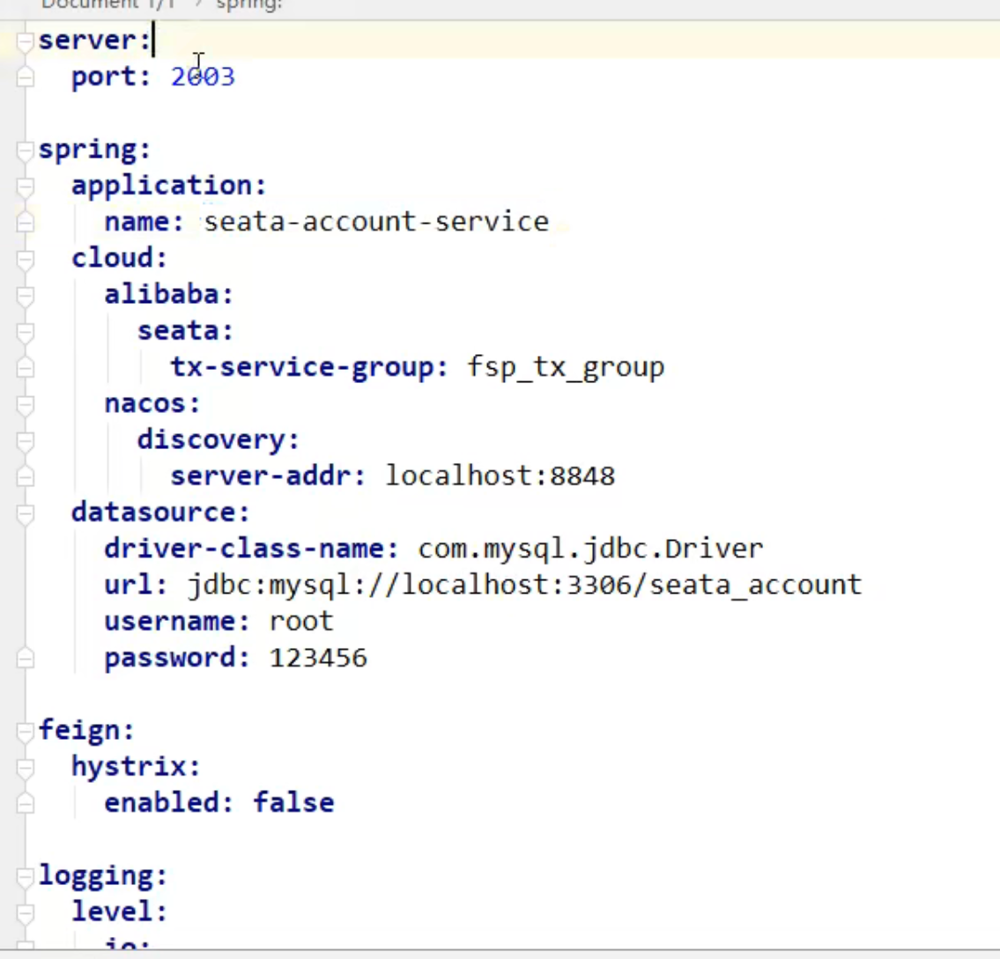 Document 1/1 › spring:
server:
  port: 2003

spring:
  application:
    name: seata-account-service
  cloud:
    alibaba:
      seata:
        tx-service-group: fsp_tx_group
    nacos:
      discovery:
        server-addr: localhost:8848
  datasource:
    driver-class-name: com.mysql.jdbc.Driver
    url: jdbc:mysql://localhost:3306/seata_account
    username: root
    password: 123456

feign:
  hystrix:
    enabled: false

logging:
  level:
    io: